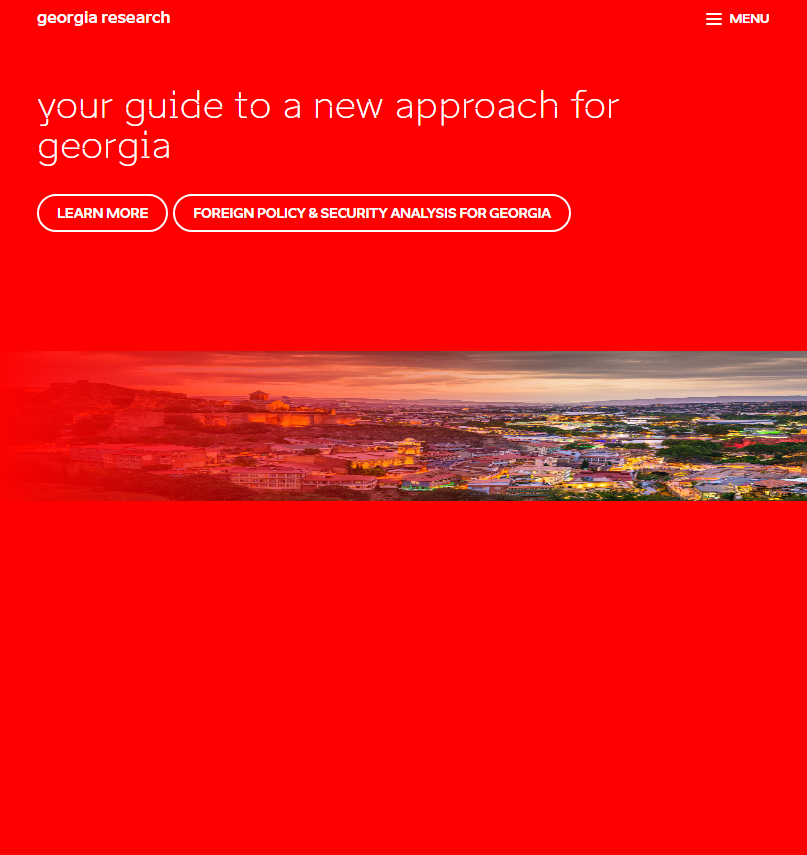 georgia research
MENU
your guide to a new approach for
georgia
LEARN MORE
FOREIGN POLICY & SECURITY ANALYSIS FOR GEORGIA